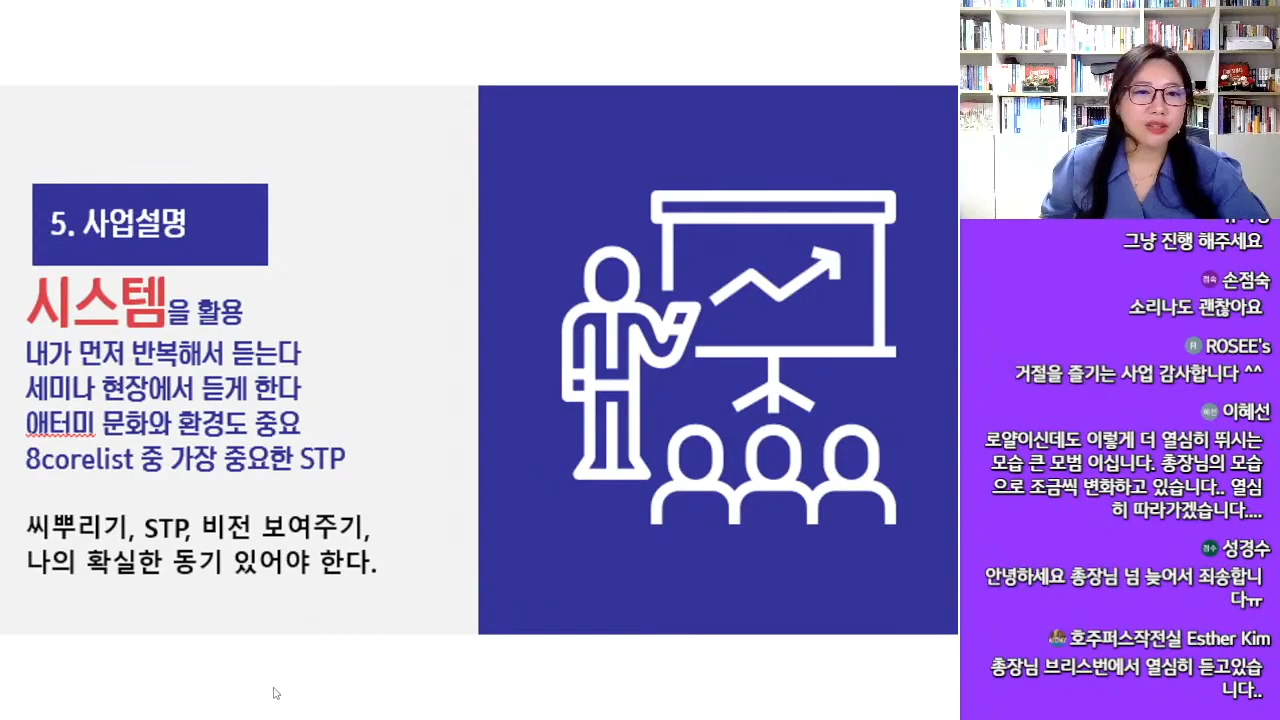 5. 사업설명
시스템을 활용
내가 먼저 반복해서 듣는다
세미나 현장에서 듣게 한다
애터미 문화와 환경도 중요
8corelist 중 가장 중요한 STP
씨뿌리기, STP, 비전 보여주기,
나의 확실한 동기 있어야 한다.
그냥 진행 해주세요
점숙 손점숙
소리나도 괜찮아요
R ROSEE's
거절을 즐기는 사업 감사합니다 ^^
혜선 이혜선
로얄이신데도 이렇게 더 열심히 뛰시는
모습 큰 모범 이십니다. 총장님의 모습
으로 조금씩 변화하고 있습니다.. 열심
히 따라가겠습니다....
경수 성경수
안녕하세요 총장님 넘 늦어서 죄송합니
다ㅠ
호주퍼스작전실 Esther Kim
총장님 브리스번에서 열심히 듣고있습
니다..